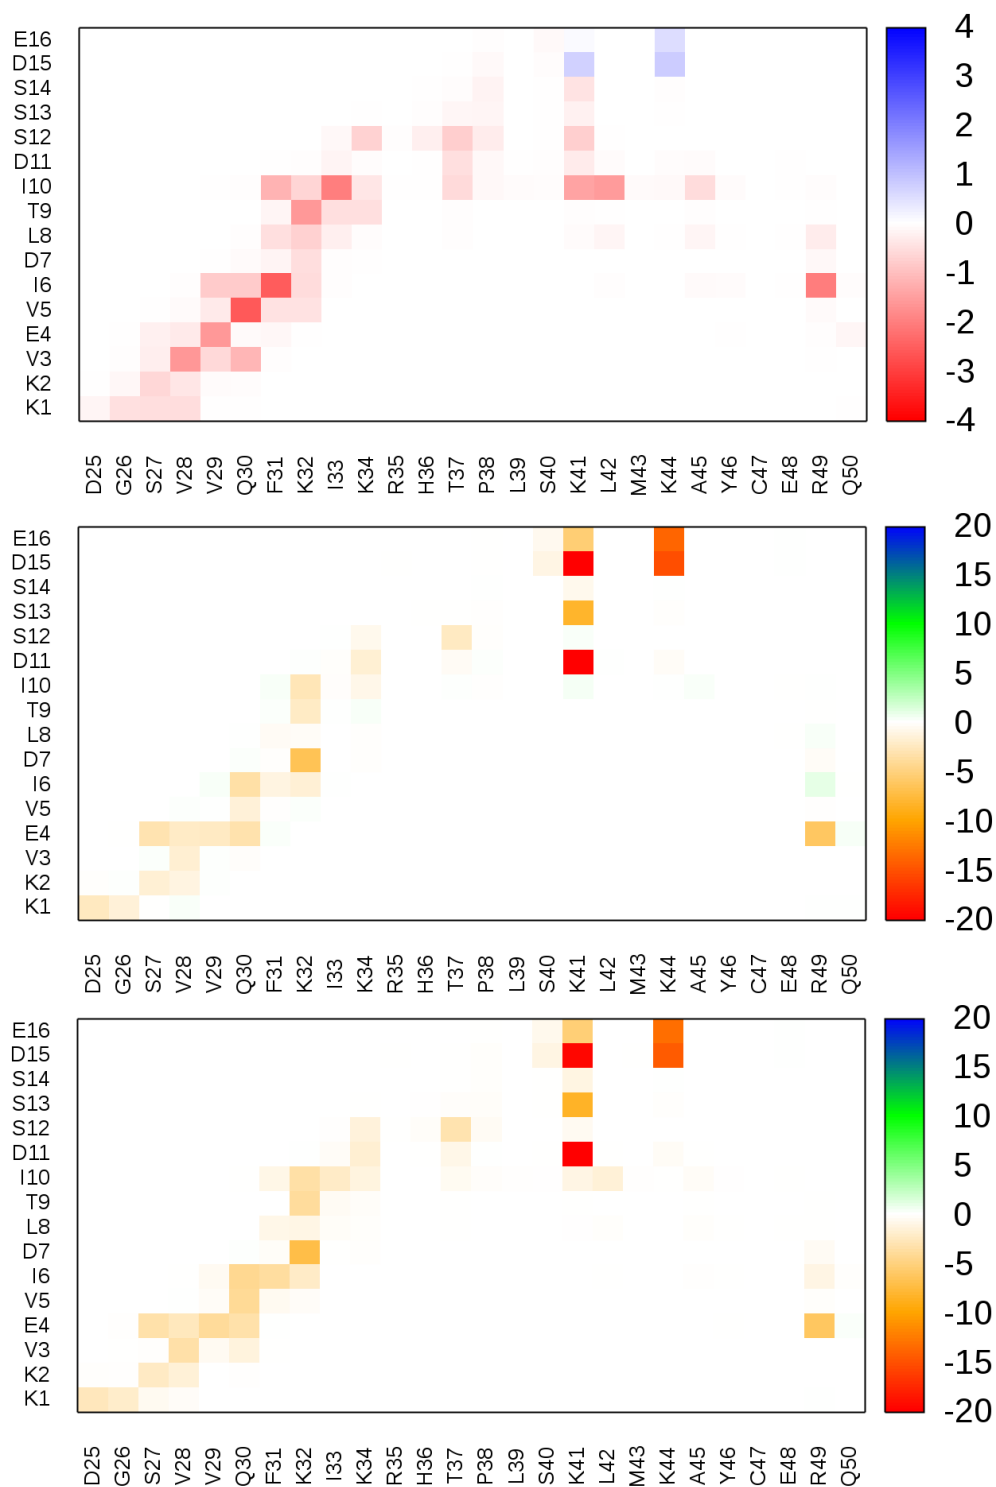 E16
D15
S14
S13
S12
D11
I10
T9
L8
D7
I6
V5
E4
V3
K2
K1
4
3
2
1
0
-1
-2
-3
-4
D25 G26 S27 V28 V29 Q30 F31 K32 I33 K34 R35 H36 T37 P38 L39 S40 K41 L42 M43 K44 A45 Y46 C47 E48 R49 Q50
E16
D15
S14
S13
S12
D11
I10
T9
L8
D7
I6
V5
E4
V3
K2
K1
20
15
10
5
0
-5
-10
-15
-20
D25 G26 S27 V28 V29 Q30 F31 K32 I33 K34 R35 H36 T37 P38 L39 S40 K41 L42 M43 K44 A45 Y46 C47 E48 R49 Q50
E16
D15
S14
S13
S12
D11
I10
T9
L8
D7
I6
V5
E4
V3
K2
K1
20
15
10
5
0
-5
-10
-15
-20
D25 G26 S27 V28 V29 Q30 F31 K32 I33 K34 R35 H36 T37 P38 L39 S40 K41 L42 M43 K44 A45 Y46 C47 E48 R49 Q50